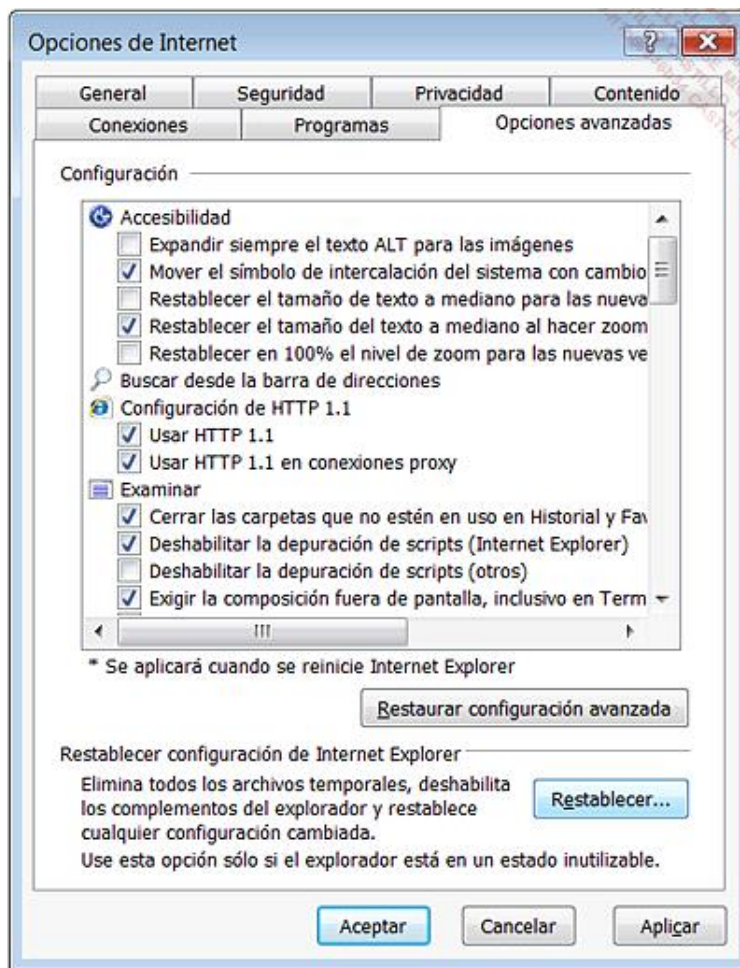 Opciones de Internet
General Seguridad Privacidad Contenido
Conexiones Programas Opciones avanzadas
Configuración
Accesibilidad
Expandir siempre el texto ALT para las imágenes
Mover el símbolo de intercalación del sistema con cambio
Restablecer el tamaño de texto a mediano para las nueva
Restablecer el tamaño del texto a mediano al hacer zoom
Restablecer en 100% el nivel de zoom para las nuevas ve
Buscar desde la barra de direcciones
Configuración de HTTP 1.1
Usar HTTP 1.1
Usar HTTP 1.1 en conexiones proxy
Examinar
Cerrar las carpetas que no estén en uso en Historial y Fav
Deshabilitar la depuración de scripts (Internet Explorer)
Deshabilitar la depuración de scripts (otros)
Exigir la composición fuera de pantalla, inclusivo en Term
* Se aplicará cuando se reinicie Internet Explorer
Restaurar configuración avanzada
Restablecer configuración de Internet Explorer
Elimina todos los archivos temporales, deshabilita
los complementos del explorador y restablece
cualquier configuración cambiada.
Restablecer...
Use esta opción sólo si el explorador está en un estado inutilizable.
Aceptar Cancelar Aplicar